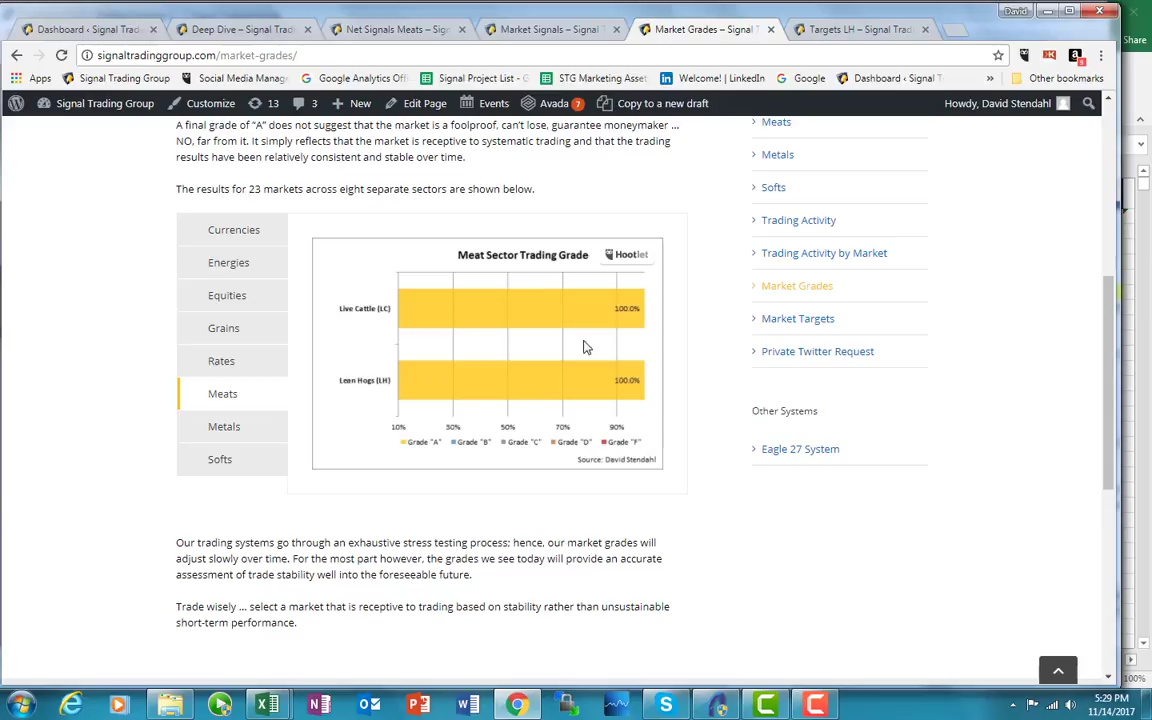 David
Dashboard ‹ Signal Tradi
Deep Dive – Signal Tradi
Net Signals Meats – Sign
Market Signals – Signal T
Market Grades – Signal T
Targets LH – Signal Tradi
Share
signaltradinggroup.com/market-grades/
9
Apps
Signal Trading Group
Social Media Manag
Google Analytics Offi
Signal Project List - G
STG Marketing Asset
Welcome! | LinkedIn
Google
Dashboard ‹ Signal T
»
Other bookmarks
Signal Trading Group
Customize
13
3
New
Edit Page
Events
Avada 7
Copy to a new draft
Howdy, David Stendahl
A final grade of “A” does not suggest that the market is a foolproof, can’t lose, guarantee moneymaker …
NO, far from it. It simply reflects that the market is receptive to systematic trading and that the trading
results have been relatively consistent and stable over time.
The results for 23 markets across eight separate sectors are shown below.
Currencies
Energies
Equities
Grains
Rates
Meats
Metals
Softs
Meat Sector Trading Grade
Hootlet
Live Cattle (LC)
100.0%
Lean Hogs (LH)
100.0%
10% 30% 50% 70% 90%
Grade "A" Grade "B" Grade "C" Grade "D" Grade "F"
Source: David Stendahl
Our trading systems go through an exhaustive stress testing process; hence, our market grades will
adjust slowly over time. For the most part however, the grades we see today will provide an accurate
assessment of trade stability well into the foreseeable future.
Trade wisely … select a market that is receptive to trading based on stability rather than unsustainable
short-term performance.
Meats
Metals
Softs
Trading Activity
Trading Activity by Market
Market Grades
Market Targets
Private Twitter Request
Other Systems
Eagle 27 System
100%
5:29 PM
11/14/2017